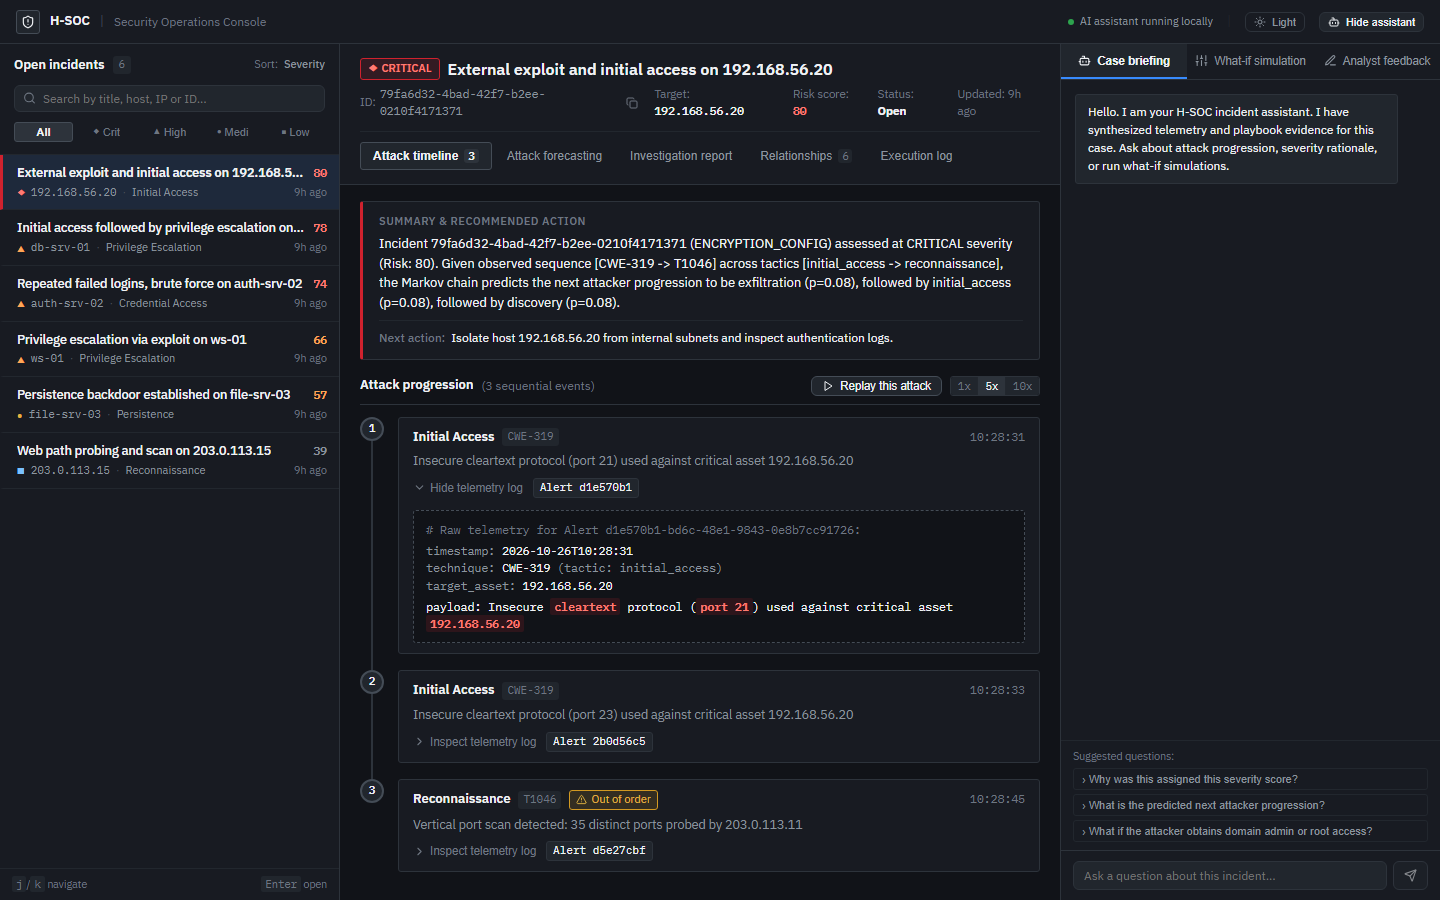 H-SOC
Security Operations Console
AI assistant running locally
Light
Hide assistant
Open incidents 6
Sort: Severity
Search by title, host, IP or ID...
All
Crit
High
Medi
Low
External exploit and initial access on 192.168.5... 80
192.168.56.20 · Initial Access 9h ago
Initial access followed by privilege escalation on... 78
db-srv-01 · Privilege Escalation 9h ago
Repeated failed logins, brute force on auth-srv-02 74
auth-srv-02 · Credential Access 9h ago
Privilege escalation via exploit on ws-01 66
ws-01 · Privilege Escalation 9h ago
Persistence backdoor established on file-srv-03 57
file-srv-03 · Persistence 9h ago
Web path probing and scan on 203.0.113.15 39
203.0.113.15 · Reconnaissance 9h ago
j / k navigate
Enter open
CRITICAL External exploit and initial access on 192.168.56.20
ID: 79fa6d32-4bad-42f7-b2ee-
0210f4171371
Target:
192.168.56.20
Risk score:
80
Status:
Open
Updated: 9h
ago
Attack timeline 3
Attack forecasting
Investigation report
Relationships 6
Execution log
SUMMARY & RECOMMENDED ACTION
Incident 79fa6d32-4bad-42f7-b2ee-0210f4171371 (ENCRYPTION_CONFIG) assessed at CRITICAL severity
(Risk: 80). Given observed sequence [CWE-319 -> T1046] across tactics [initial_access -> reconnaissance],
the Markov chain predicts the next attacker progression to be exfiltration (p=0.08), followed by initial_access
(p=0.08), followed by discovery (p=0.08).
Next action: Isolate host 192.168.56.20 from internal subnets and inspect authentication logs.
Attack progression (3 sequential events)
Replay this attack
1x
5x
10x
1
Initial Access CWE-319 10:28:31
Insecure cleartext protocol (port 21) used against critical asset 192.168.56.20
Hide telemetry log Alert d1e570b1
# Raw telemetry for Alert d1e570b1-bd6c-48e1-9843-0e8b7cc91726:
timestamp: 2026-10-26T10:28:31
technique: CWE-319 (tactic: initial_access)
target_asset: 192.168.56.20
payload: Insecure cleartext protocol ( port 21 ) used against critical asset
192.168.56.20
2
Initial Access CWE-319 10:28:33
Insecure cleartext protocol (port 23) used against critical asset 192.168.56.20
Inspect telemetry log Alert 2b0d56c5
3
Reconnaissance T1046 Out of order 10:28:45
Vertical port scan detected: 35 distinct ports probed by 203.0.113.11
Inspect telemetry log Alert d5e27cbf
Case briefing
What-if simulation
Analyst feedback
Hello. I am your H-SOC incident assistant. I have
synthesized telemetry and playbook evidence for this
case. Ask about attack progression, severity rationale,
or run what-if simulations.
Suggested questions:
› Why was this assigned this severity score?
› What is the predicted next attacker progression?
› What if the attacker obtains domain admin or root access?
Ask a question about this incident...